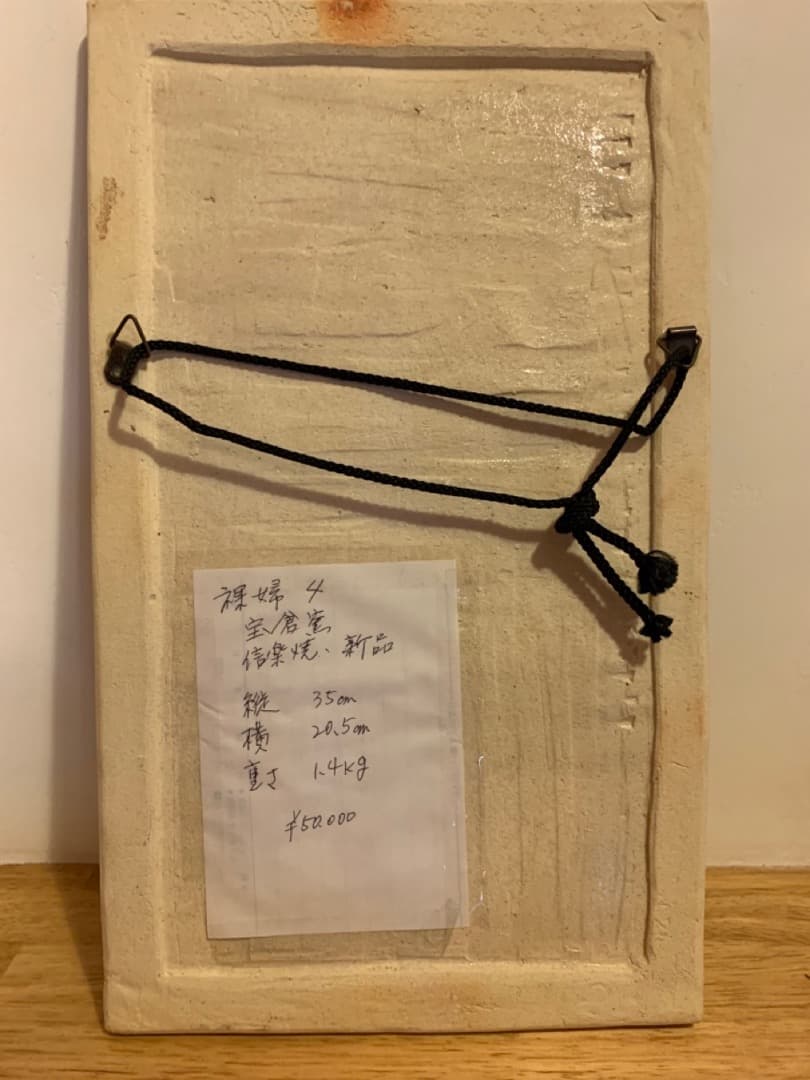 裸婦 4
宝倉窯
信楽焼、新品
縦 35cm
横 20.5cm
重さ 1.4kg
¥50.000